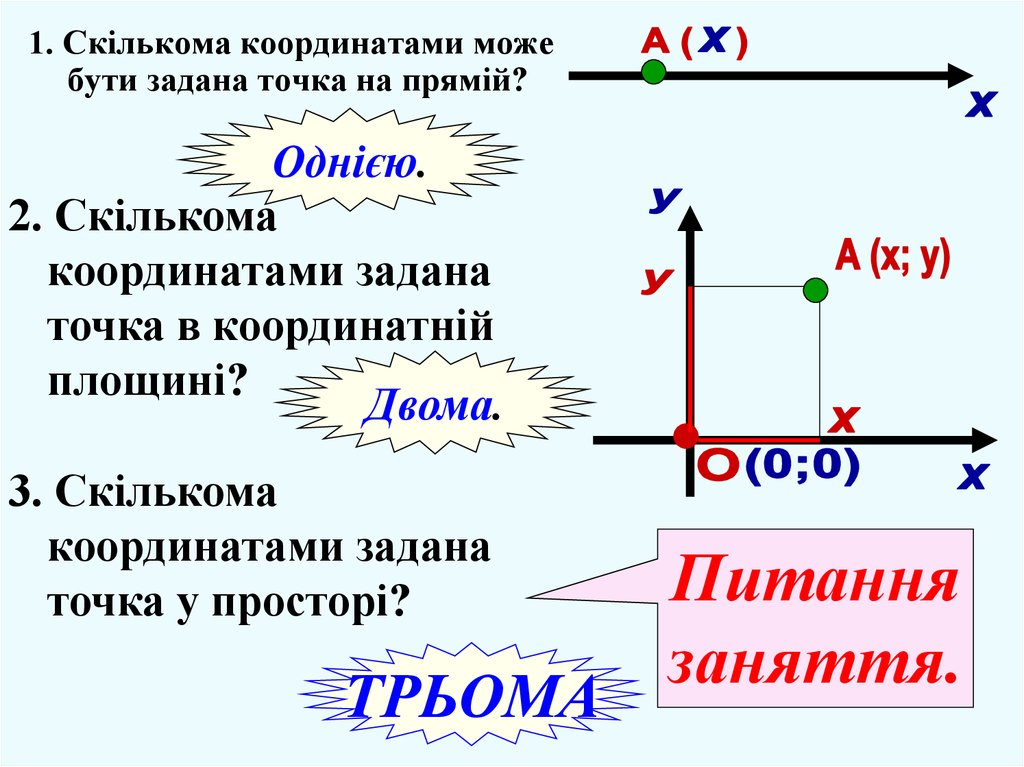 1. Скількома координатами може
бути задана точка на прямій?
А (х)
х
Однією.
2. Скількома
координатами задана
точка в координатній
площині?
Двома.
у
у
А (х; у)
х
О(0;0)
х
3. Скількома
координатами задана
точка у просторі?
ТРЬОМА
Питання
заняття.